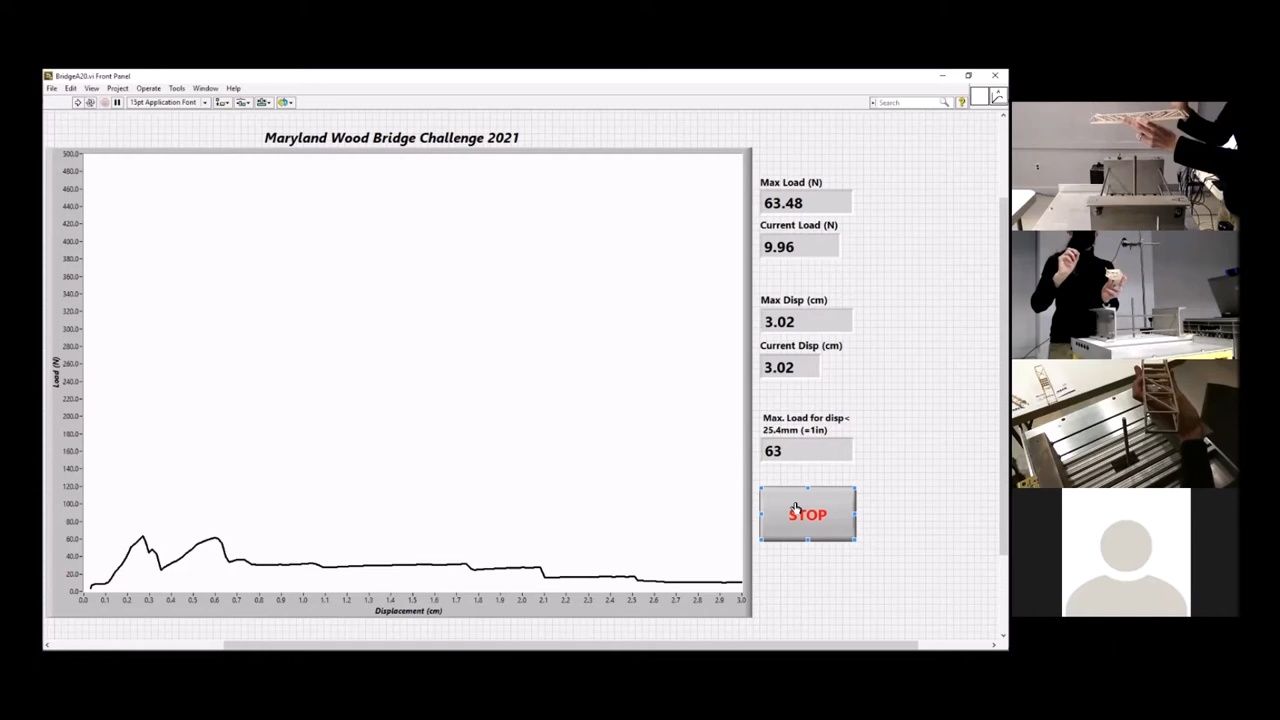 BridgeA20.vi Front Panel
File Edit View Project Operate Tools Window Help
15pt Application Font
Search
Maryland Wood Bridge Challenge 2021
500.0
480.0
460.0
440.0
420.0
400.0
380.0
360.0
340.0
320.0
300.0
280.0
260.0
240.0
220.0
200.0
180.0
160.0
140.0
120.0
100.0
80.0
60.0
40.0
20.0
0.0
Load (N)
0.0 0.1 0.2 0.3 0.4 0.5 0.6 0.7 0.8 0.9 1.0 1.1 1.2 1.3 1.4 1.5 1.6 1.7 1.8 1.9 2.0 2.1 2.2 2.3 2.4 2.5 2.6 2.7 2.8 2.9 3.0
Displacement (cm)
Max Load (N)
63.48
Current Load (N)
9.96
Max Disp (cm)
3.02
Current Disp (cm)
3.02
Max. Load for disp<
25.4mm (=1in)
63
STOP